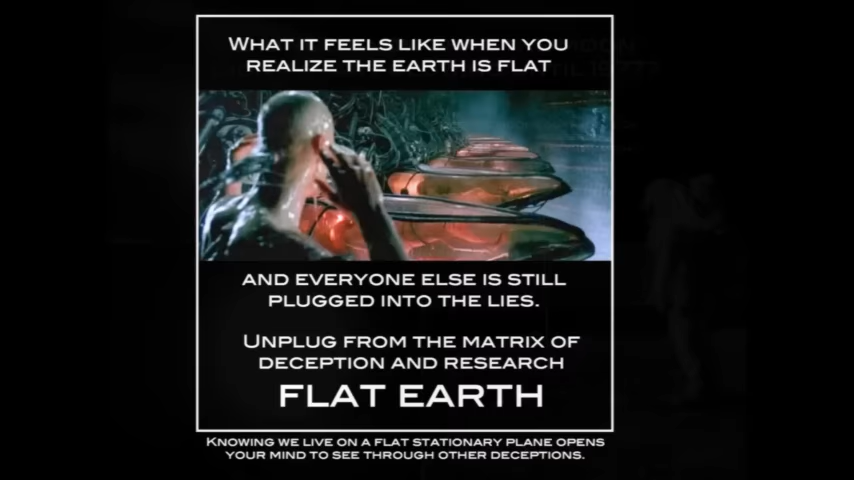 WHAT IT FEELS LIKE WHEN YOU
REALIZE THE EARTH IS FLAT
AND EVERYONE ELSE IS STILL
PLUGGED INTO THE LIES.
UNPLUG FROM THE MATRIX OF
DECEPTION AND RESEARCH
FLAT EARTH
KNOWING WE LIVE ON A FLAT STATIONARY PLANE OPENS
YOUR MIND TO SEE THROUGH OTHER DECEPTIONS.